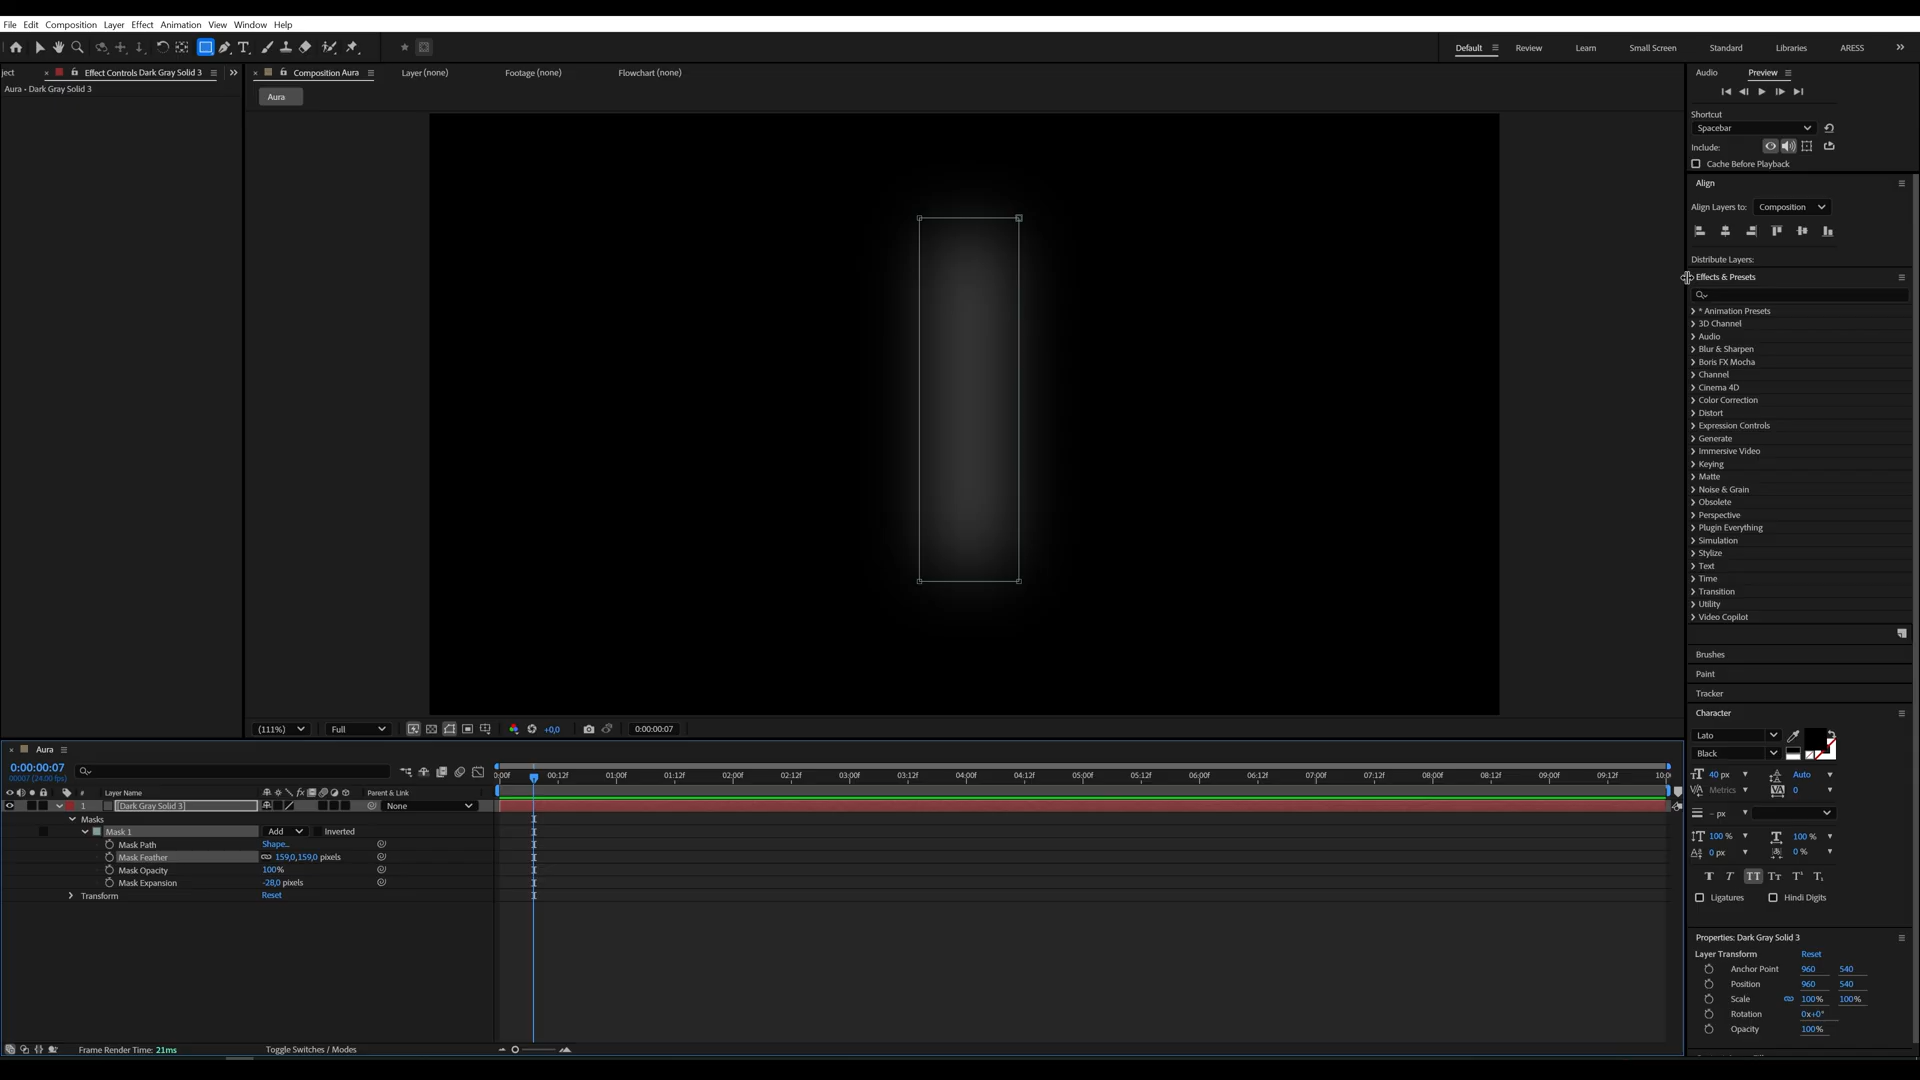 File Edit Composition Layer Effect Animation View Window Help
Default Review Learn Small Screen Standard Libraries ARESS
ject Effect Controls Dark Gray Solid 3
Aura - Dark Gray Solid 3
Composition Aura Layer (none) Footage (none) Flowchart (none)
Aura
(111%) Full +0,0 0:00:00:07
Audio Preview
Shortcut
Spacebar
Include:
Cache Before Playback
Align
Align Layers to: Composition
Distribute Layers:
Effects & Presets
* Animation Presets
3D Channel
Audio
Blur & Sharpen
Boris FX Mocha
Channel
Cinema 4D
Color Correction
Distort
Expression Controls
Generate
Immersive Video
Keying
Matte
Noise & Grain
Obsolete
Perspective
Plugin Everything
Simulation
Stylize
Text
Time
Transition
Utility
Video Copilot
Brushes
Paint
Tracker
Character
Lato
Black
40 px Auto
Metrics 0
- px
100 % 100 %
0 px 0 %
Ligatures Hindi Digits
Properties: Dark Gray Solid 3
Layer Transform Reset
Anchor Point 960 540
Position 960 540
Scale 100% 100%
Rotation 0x+0°
Opacity 100%
Aura
0:00:00:07
00007 (24.00 fps)
# Layer Name Parent & Link
1 [Dark Gray Solid 3] None
Masks
Mask 1 Add Inverted
Mask Path Shape...
Mask Feather 159,0,159,0 pixels
Mask Opacity 100%
Mask Expansion -28,0 pixels
Transform Reset
:00f 00:12f 01:00f 01:12f 02:00f 02:12f 03:00f 03:12f 04:00f 04:12f 05:00f 05:12f 06:00f 06:12f 07:00f 07:12f 08:00f 08:12f 09:00f 09:12f 10:0
Frame Render Time: 21ms Toggle Switches / Modes